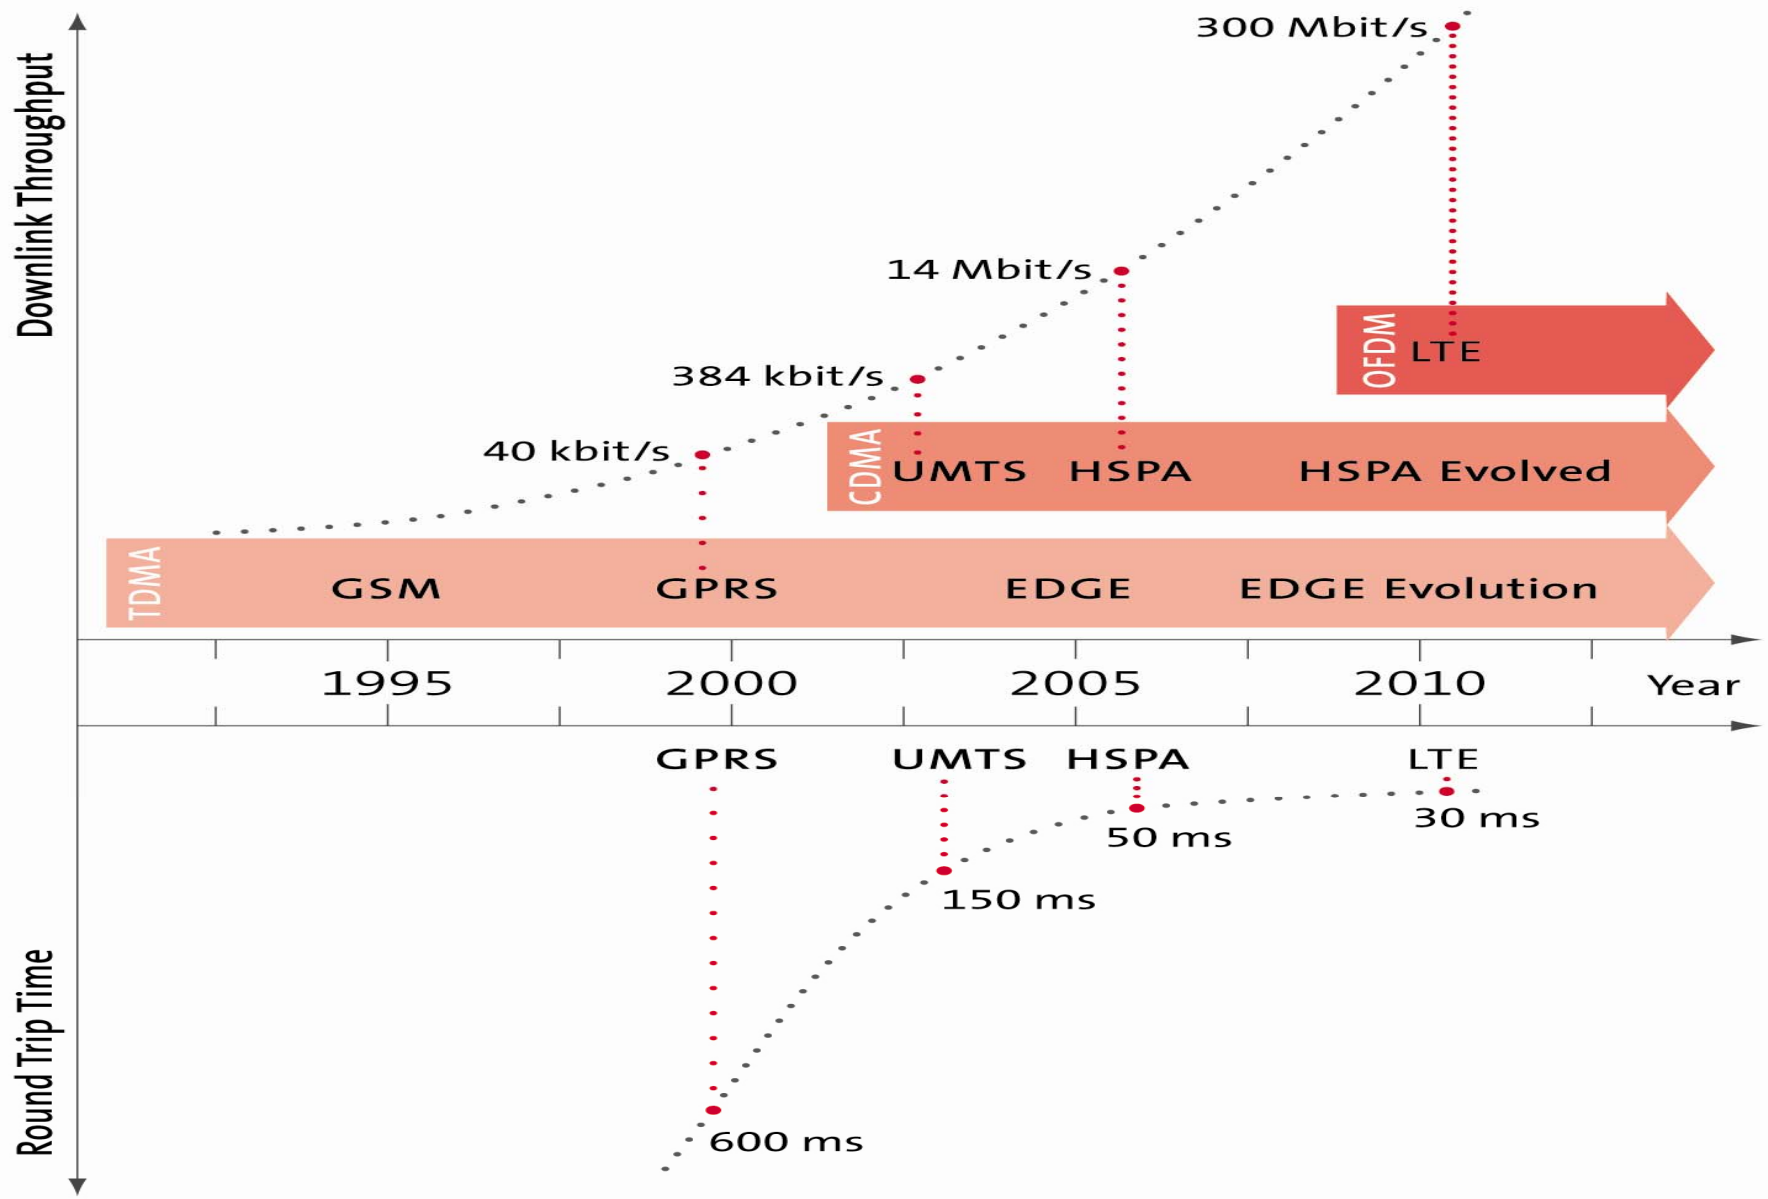 Downlink Throughput
300 Mbit/s
14 Mbit/s
384 kbit/s
40 kbit/s
OFDM
LTE
CDMA
UMTS HSPA HSPA Evolved
TDMA
GSM GPRS EDGE EDGE Evolution
1995 2000 2005 2010 Year
GPRS UMTS HSPA LTE
30 ms
50 ms
150 ms
600 ms
Round Trip Time